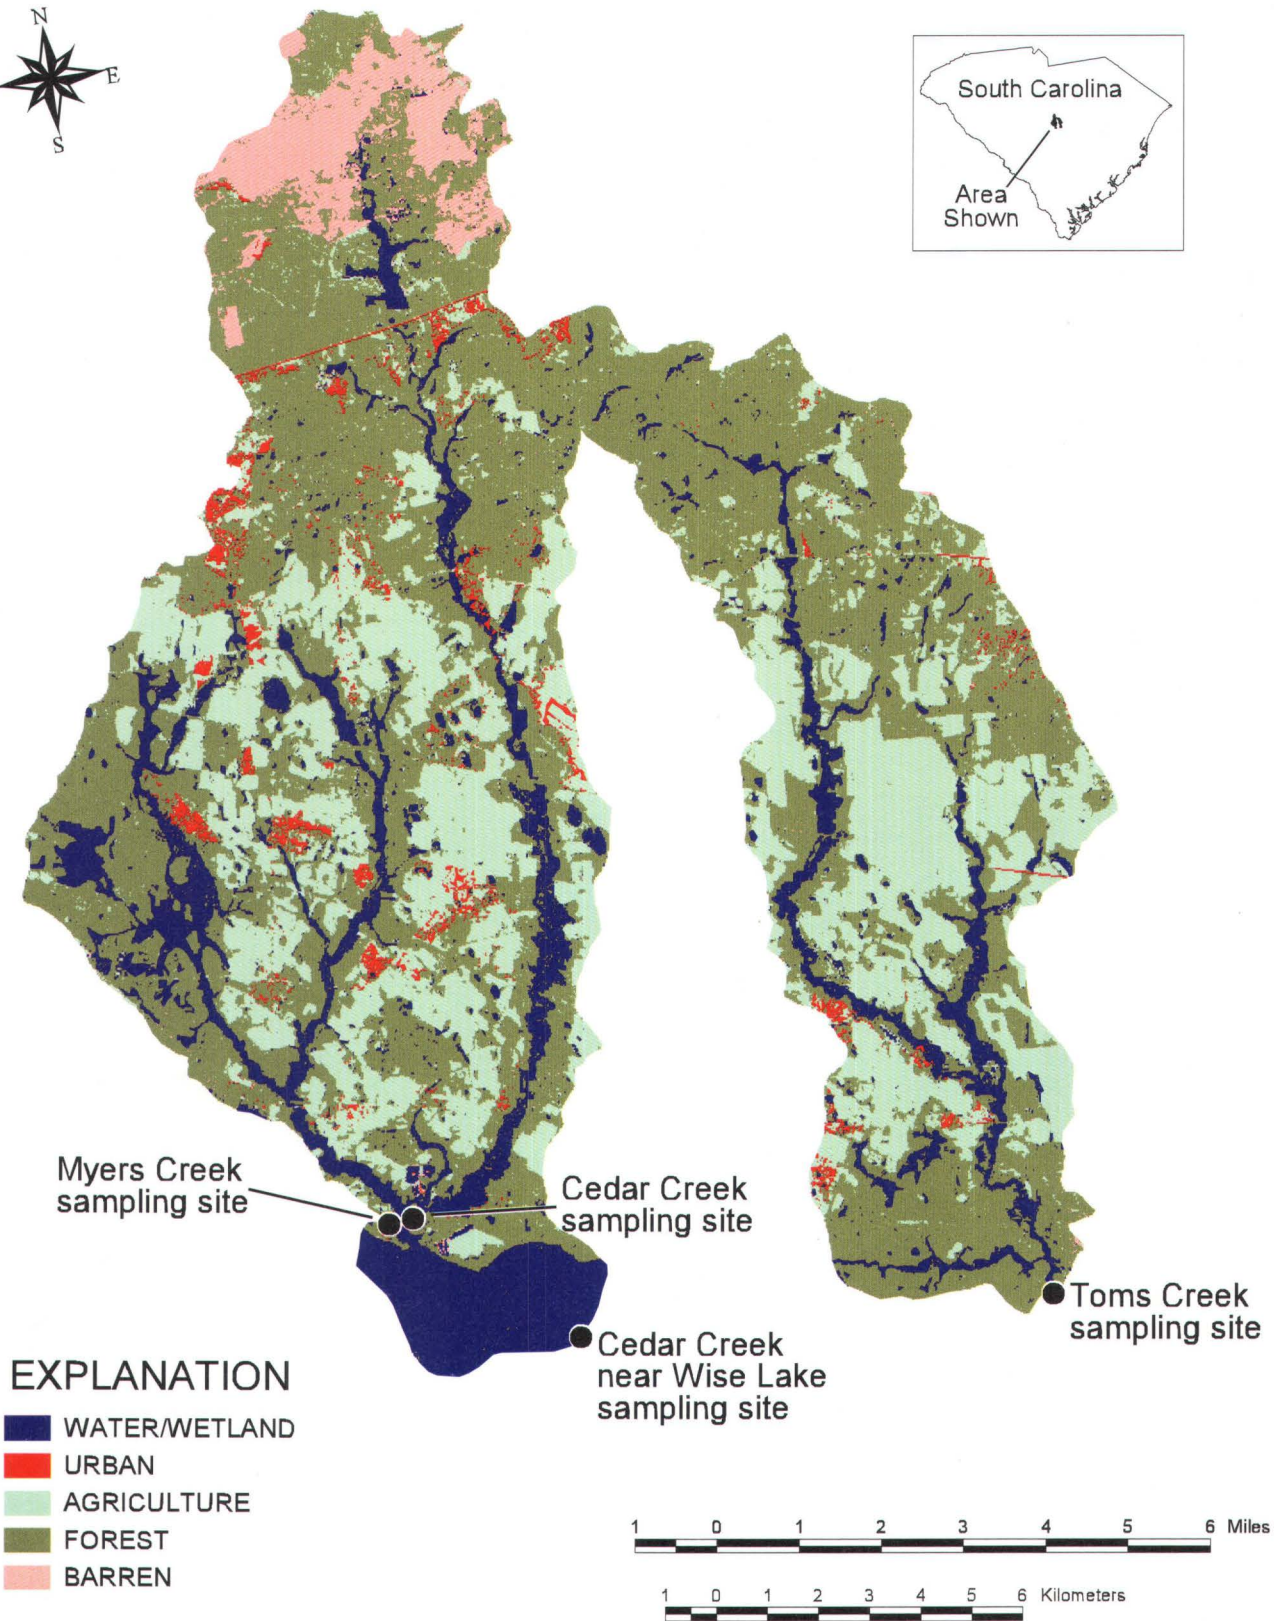 N
E
S
South Carolina
Area
Shown
Myers Creek
sampling site
Cedar Creek
sampling site
Toms Creek
sampling site
Cedar Creek
near Wise Lake
sampling site
EXPLANATION
WATER/WETLAND
URBAN
AGRICULTURE
FOREST
BARREN
1 0 1 2 3 4 5 6 Miles
1 0 1 2 3 4 5 6 Kilometers